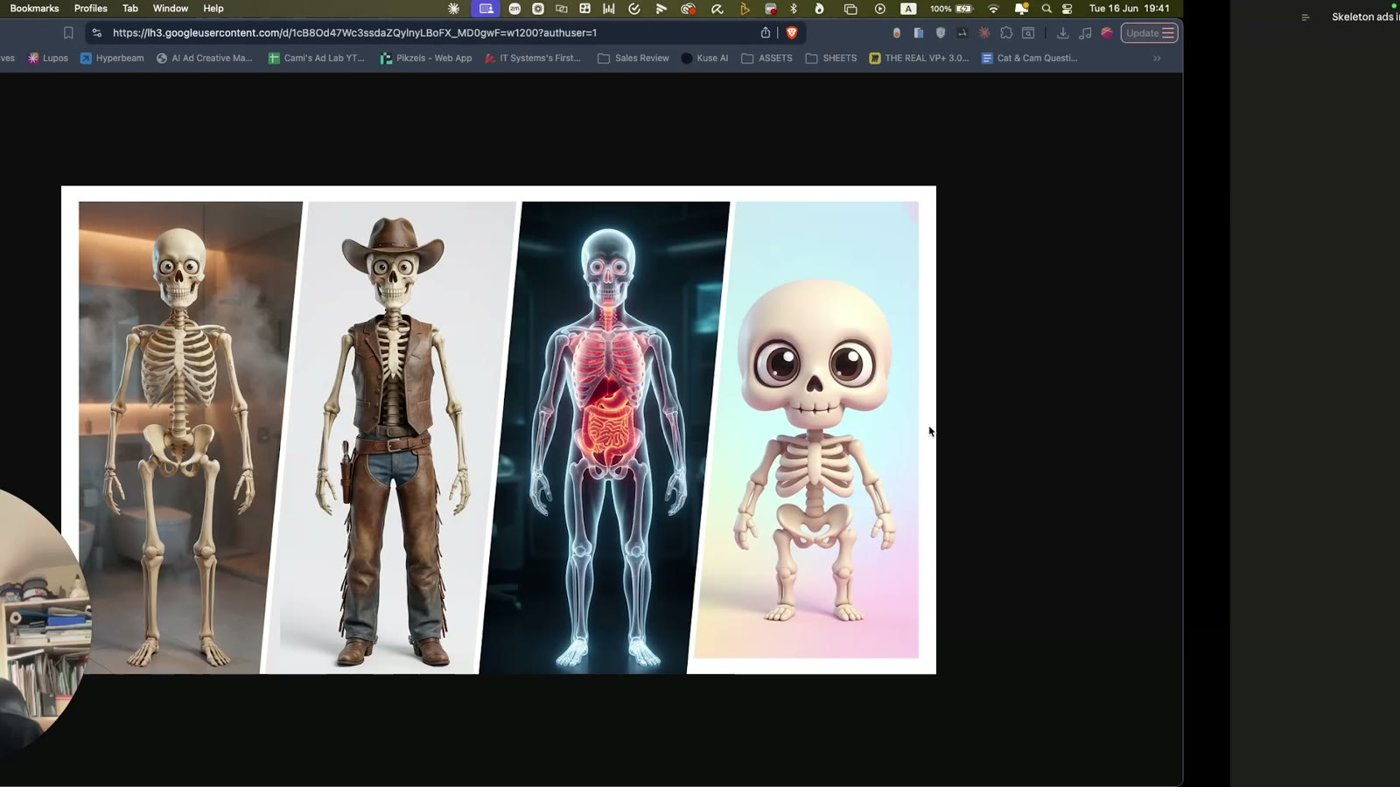 Bookmarks Profiles Tab Window Help
A 100% Tue 16 Jun 19:41
Skeleton ads i
https://lh3.googleusercontent.com/d/1cB8Od47Wc3ssdaZQyInyLBoFX_MD0gwF=w1200?authuser=1
Update
ves Lupos Hyperbeam AI Ad Creative Ma... Cami's Ad Lab YT... Pikzels - Web App IT Systems's First... Sales Review Kuse AI ASSETS SHEETS THE REAL VP+ 3.0... Cat & Cam Questi...